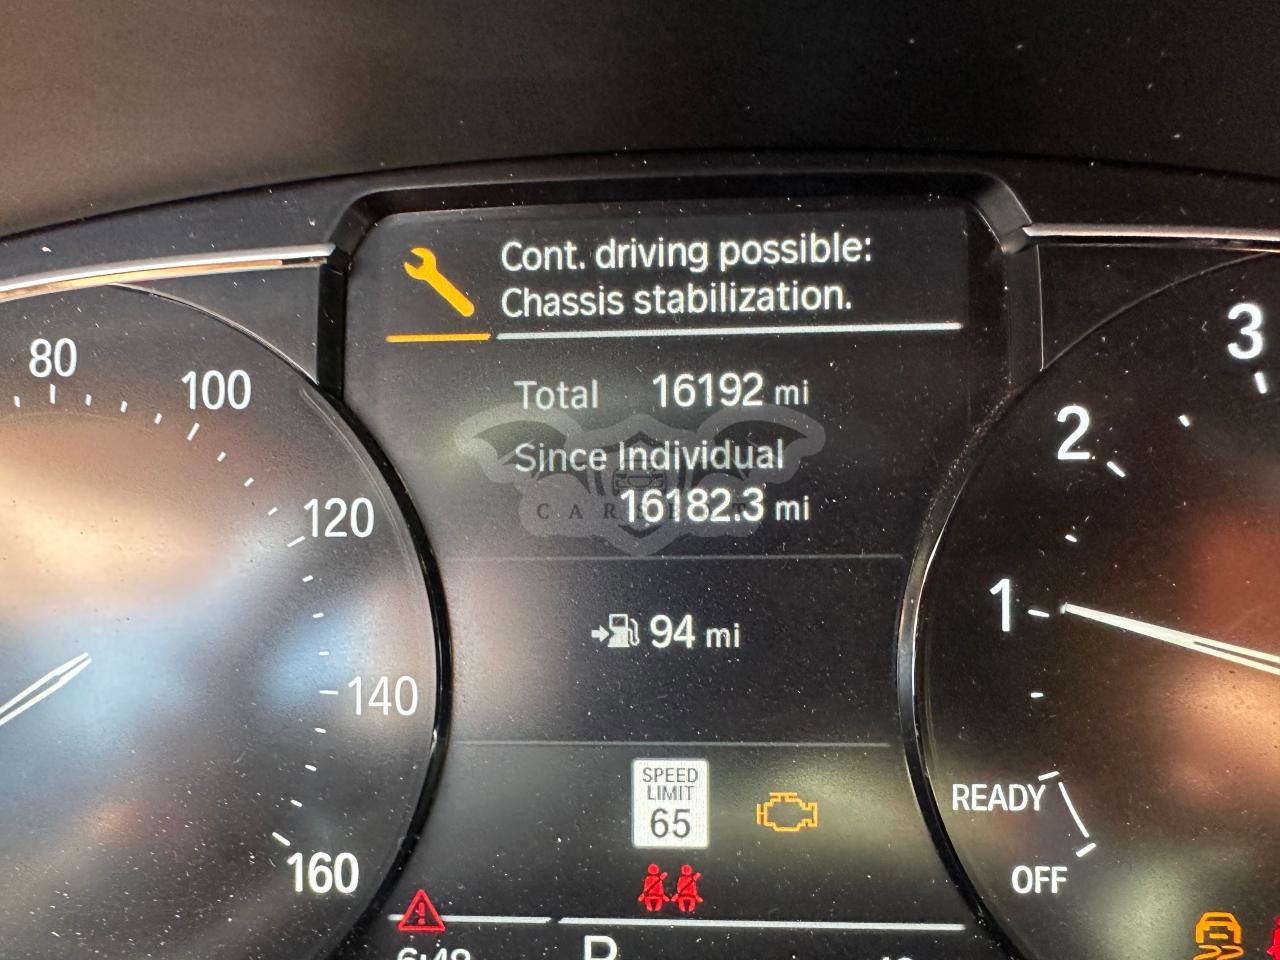 Cont. driving possible:
Chassis stabilization.
Total 16192 mi
Since Individual
16182.3 mi
94 mi
SPEED
LIMIT
65
80
100
120
140
160
3
2
1
READY
OFF
P